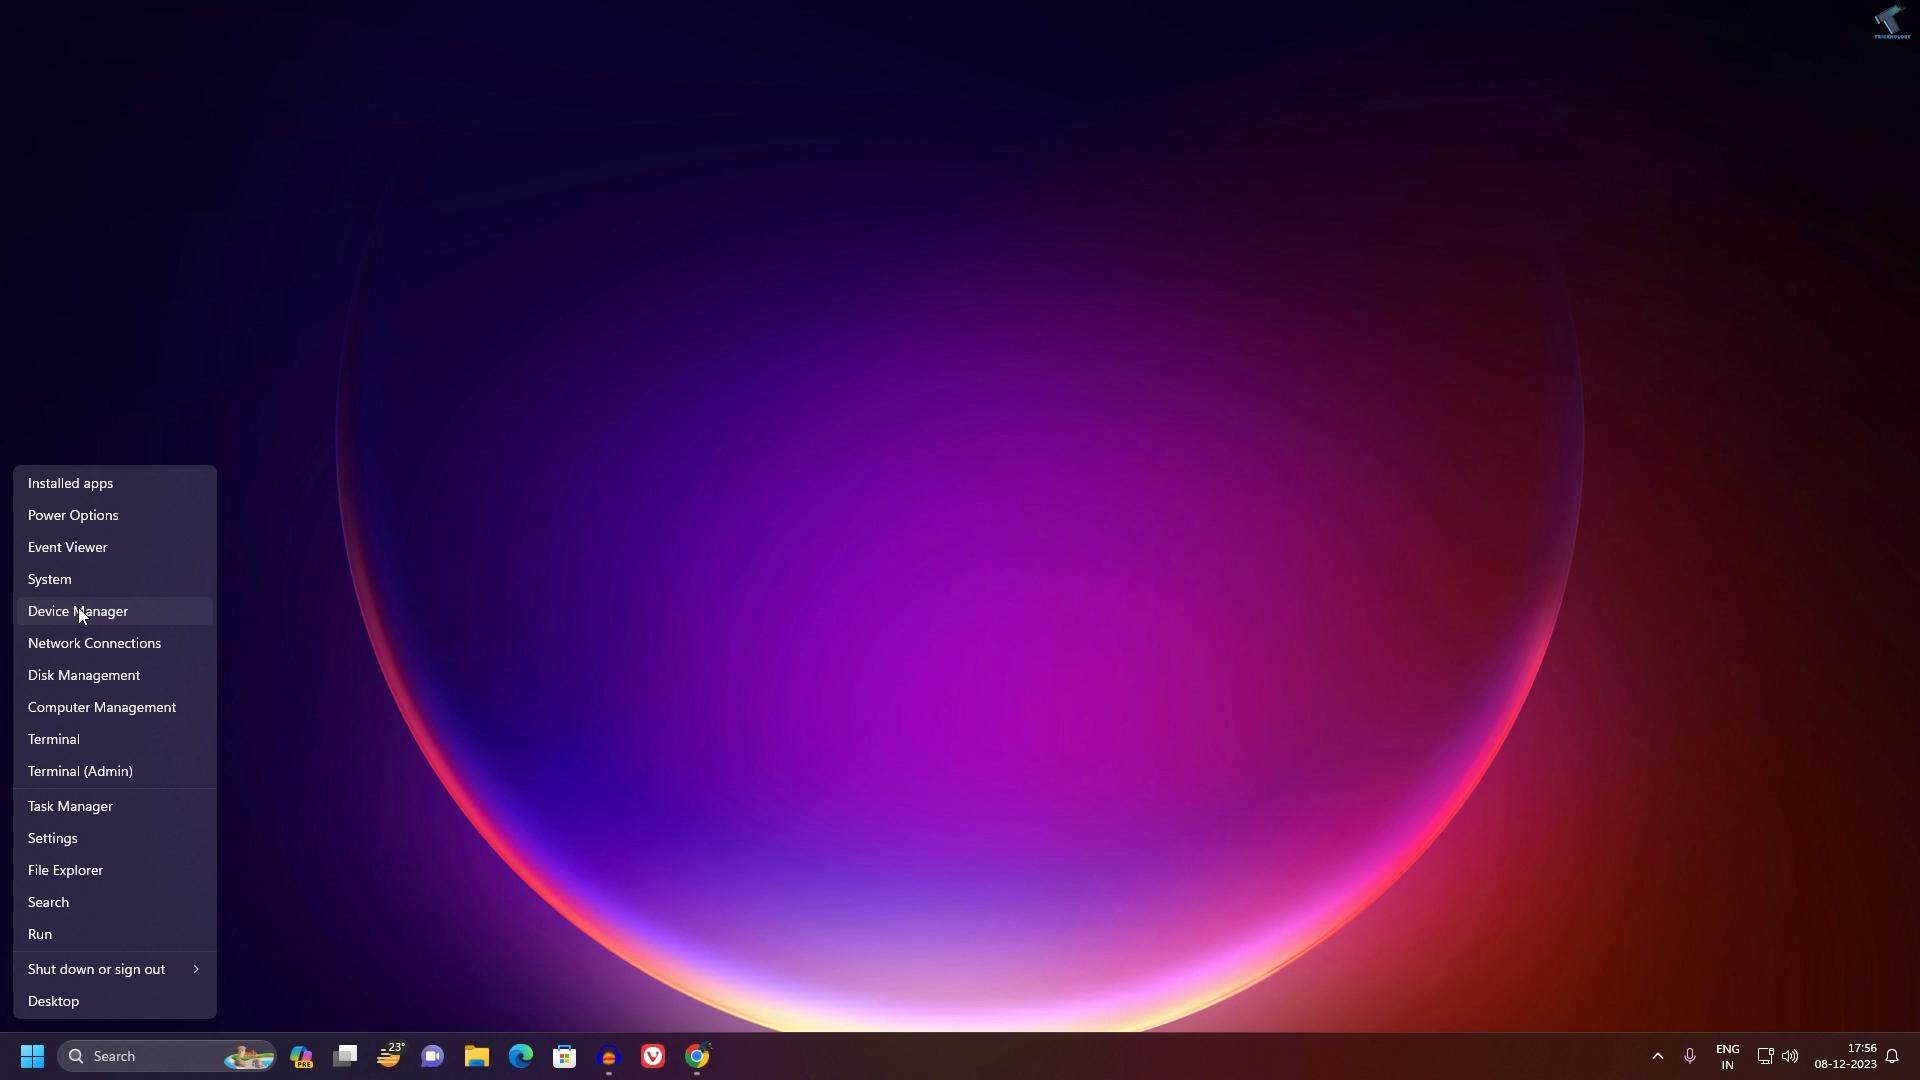 TRICKNOLOGY
Installed apps
Power Options
Event Viewer
System
Device Manager
Network Connections
Disk Management
Computer Management
Terminal
Terminal (Admin)
Task Manager
Settings
File Explorer
Search
Run
Shut down or sign out
Desktop
Search
PRE
23°
ENG
IN
17:56
08-12-2023